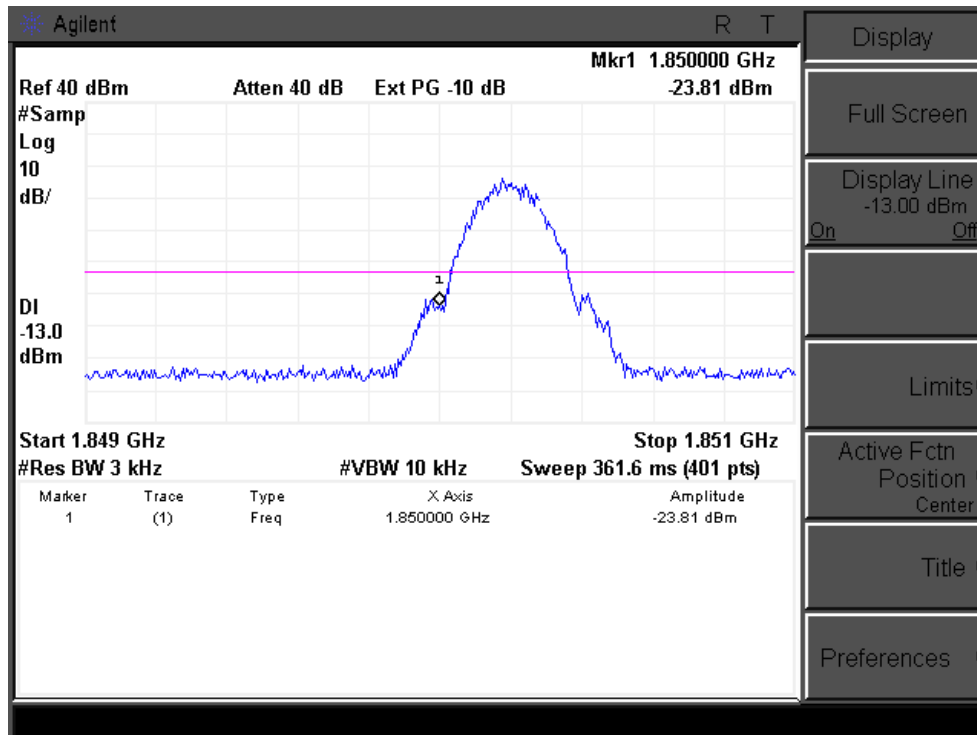 Agilent R T
Mkr1 1.850000 GHz
Ref 40 dBm Atten 40 dB Ext PG -10 dB -23.81 dBm
#Samp
Log
10
dB/
1
DI
-13.0
dBm
Start 1.849 GHz Stop 1.851 GHz
#Res BW 3 kHz #VBW 10 kHz Sweep 361.6 ms (401 pts)
Marker Trace Type X Axis Amplitude
1 (1) Freq 1.850000 GHz -23.81 dBm
Display
Full Screen
Display Line
-13.00 dBm
On Off
Limits
Active Fctn
Position
Center
Title
Preferences